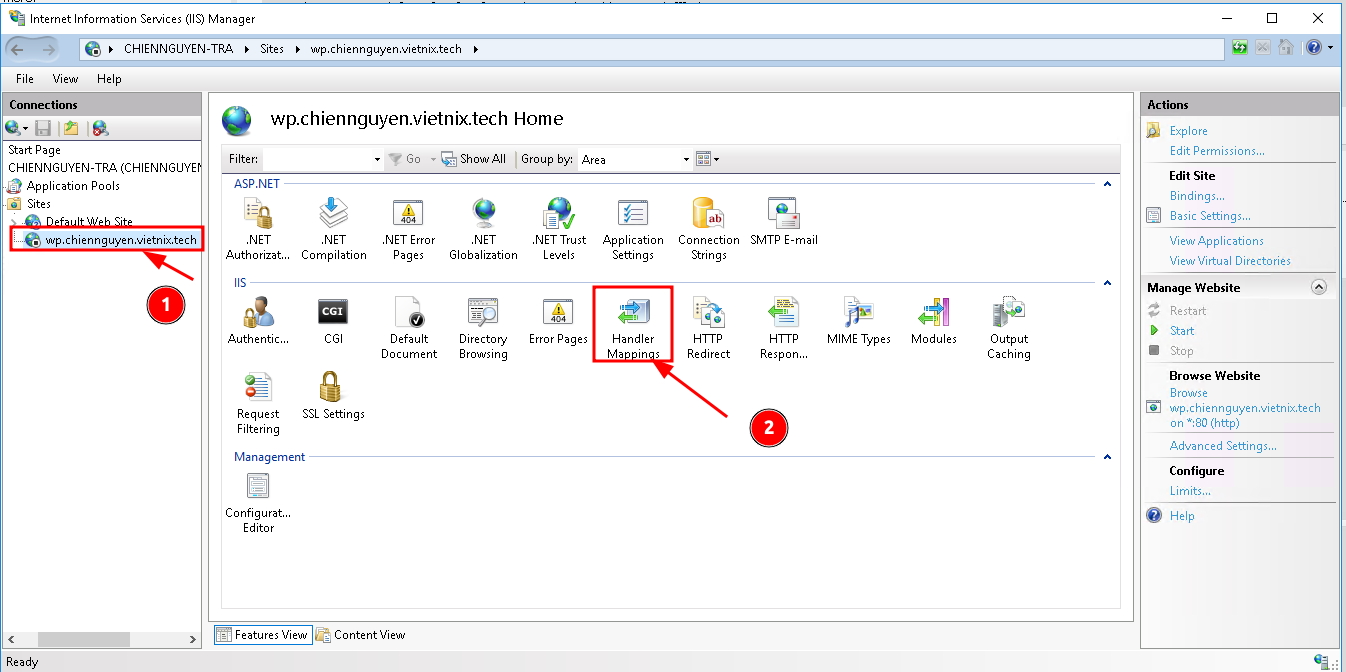 Internet Information Services (IIS) Manager
CHIENNGUYEN-TRA
Sites
wp.chiennguyen.vietnix.tech
File
View
Help
Connections
Start Page
CHIENNGUYEN-TRA (CHIENNGUYEN
Application Pools
Sites
Default Web Site
wp.chiennguyen.vietnix.tech
1
wp.chiennguyen.vietnix.tech Home
Filter:
Go
Show All
Group by:
Area
ASP.NET
.NET
Authorizat...
.NET
Compilation
.NET Error
Pages
.NET
Globalization
.NET Trust
Levels
Application
Settings
Connection
Strings
SMTP E-mail
IIS
Authentic...
CGI
Default
Document
Directory
Browsing
Error Pages
Handler
Mappings
HTTP
Redirect
HTTP
Respon...
MIME Types
Modules
Output
Caching
Request
Filtering
SSL Settings
2
Management
Configurat...
Editor
Features View
Content View
Actions
Explore
Edit Permissions...
Edit Site
Bindings...
Basic Settings...
View Applications
View Virtual Directories
Manage Website
Restart
Start
Stop
Browse Website
Browse
wp.chiennguyen.vietnix.tech
on *:80 (http)
Advanced Settings...
Configure
Limits...
Help
Ready